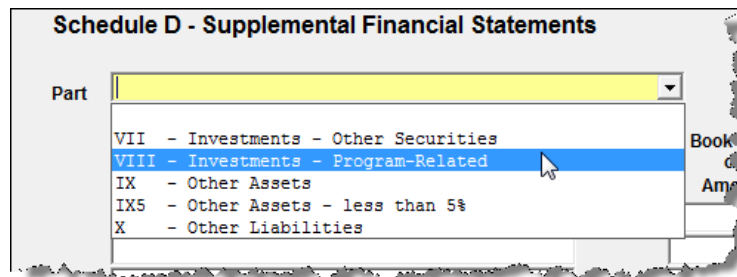 Schedule D - Supplemental Financial Statements
Part
VII - Investments - Other Securities
Book
VIII - Investments - Program-Related
IX - Other Assets
IX5 - Other Assets - less than 5%
X - Other Liabilities